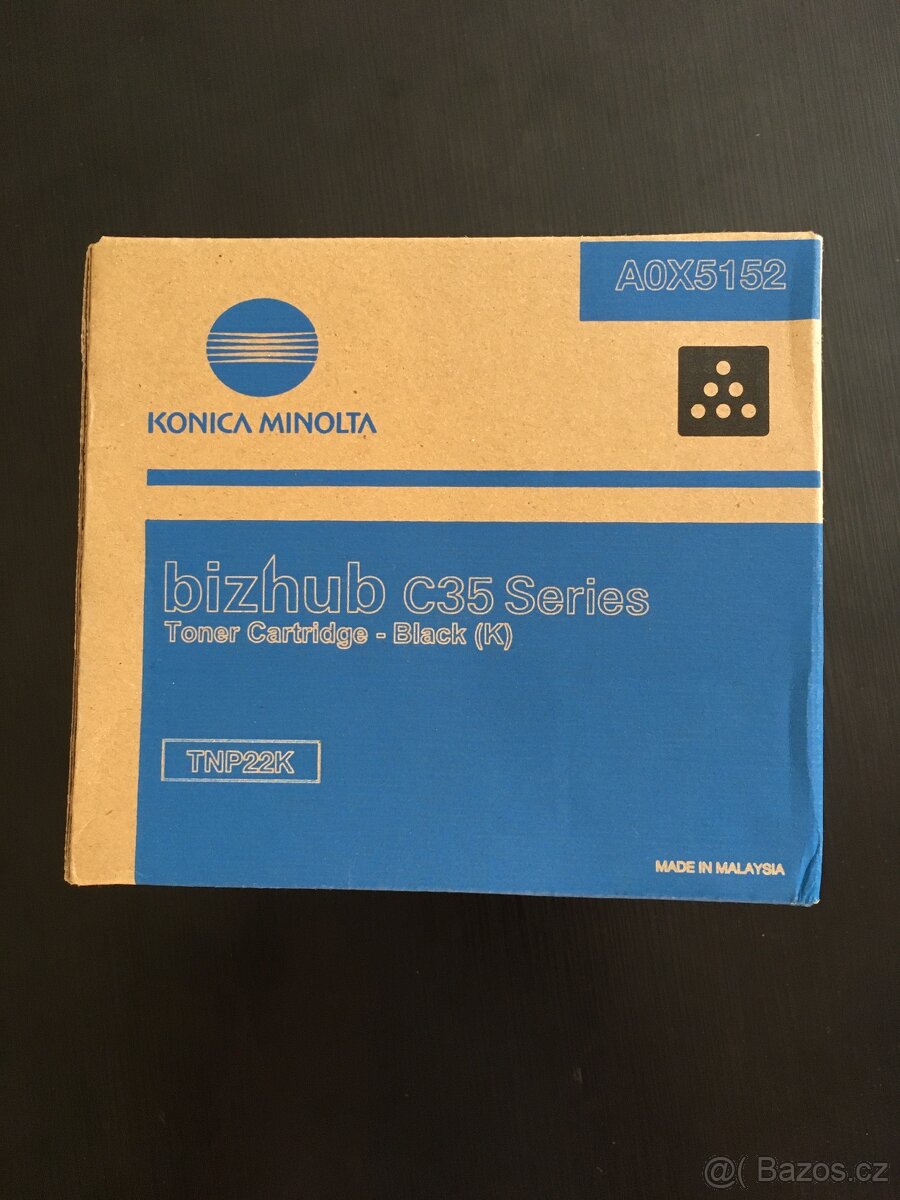 A0X5152
KONICA MINOLTA
bizhub C35 Series
Toner Cartridge - Black (K)
TNP22K
MADE IN MALAYSIA
@( Bazos.cz